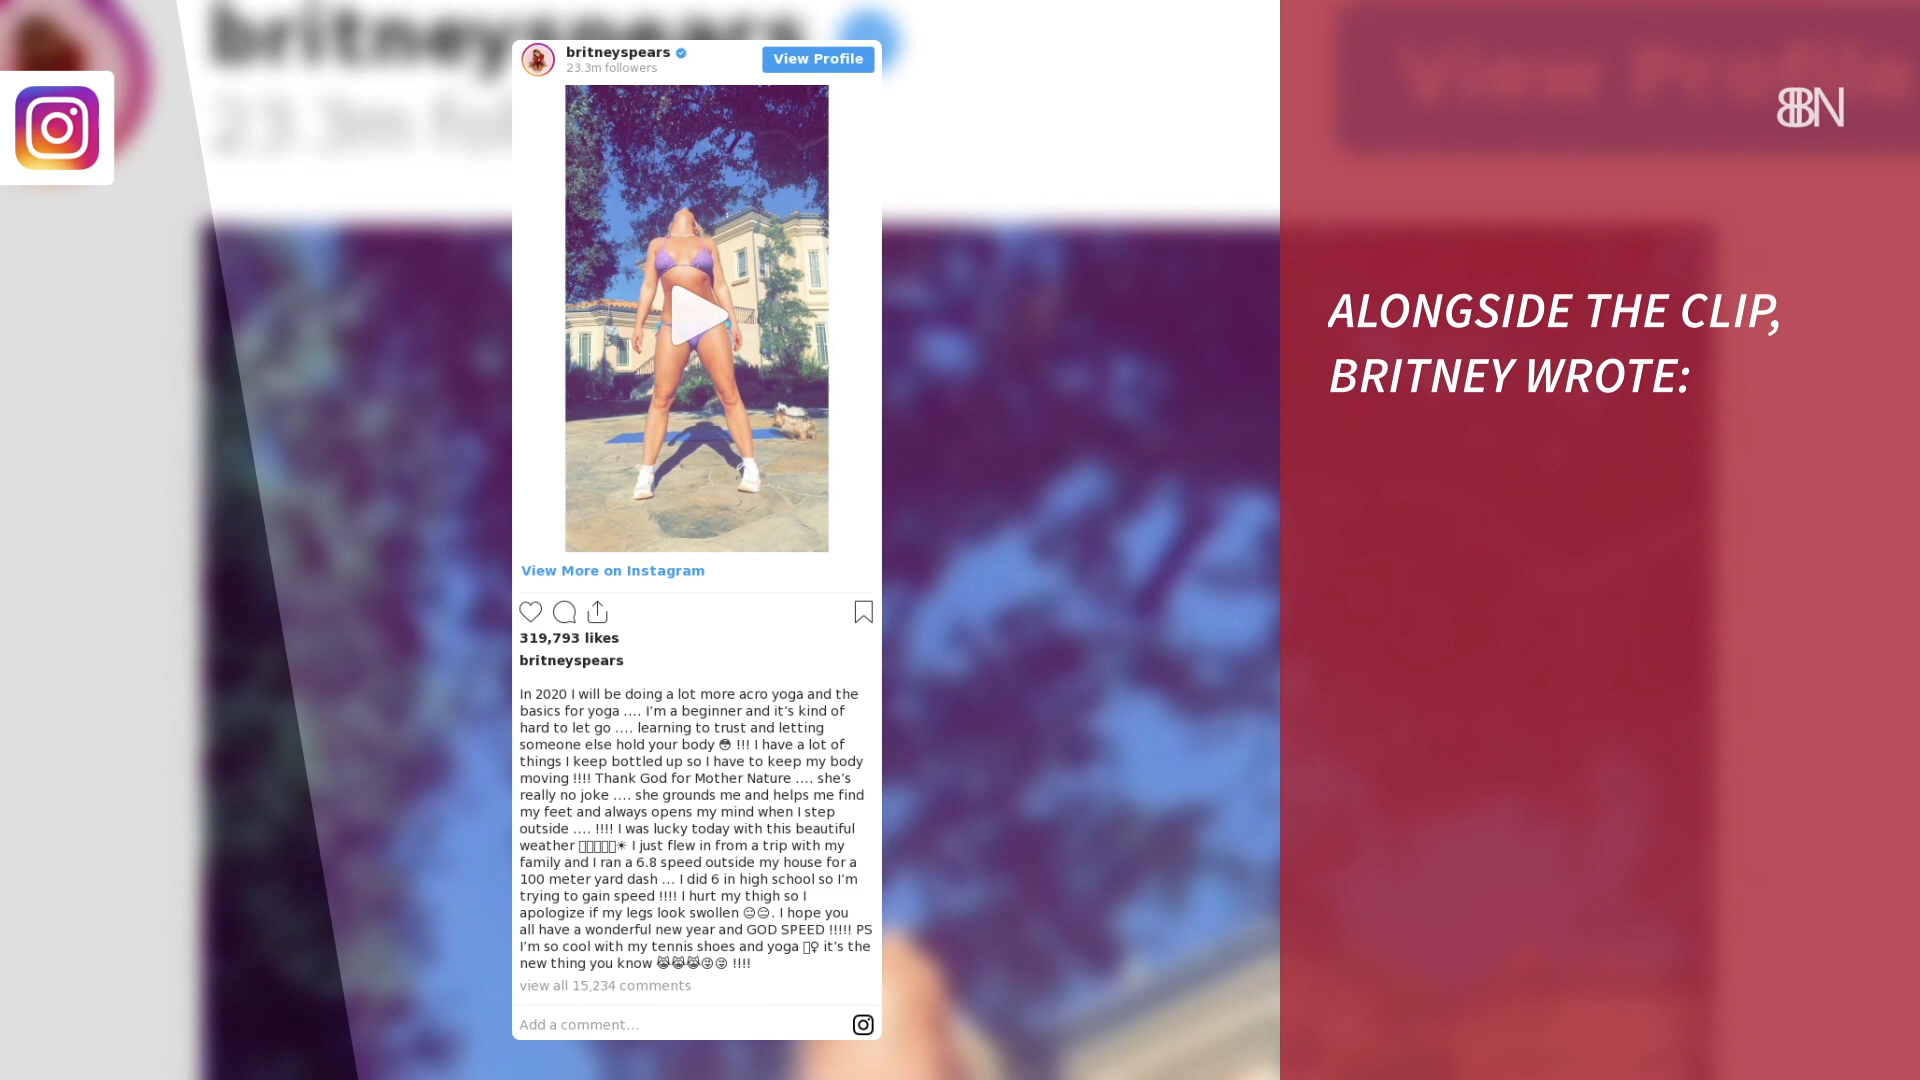 britneyspears
23.3m followers
View Profile
View More on Instagram
319,793 likes
britneyspears
In 2020 I will be doing a lot more acro yoga and the
basics for yoga .... I’m a beginner and it’s kind of
hard to let go .... learning to trust and letting
someone else hold your body 😳 !!! I have a lot of
things I keep bottled up so I have to keep my body
moving !!!! Thank God for Mother Nature .... she’s
really no joke .... she grounds me and helps me find
my feet and always opens my mind when I step
outside .... !!!! I was lucky today with this beautiful
weather ▯▯▯▯▯☀ I just flew in from a trip with my
family and I ran a 6.8 speed outside my house for a
100 meter yard dash ... I did 6 in high school so I’m
trying to gain speed !!!! I hurt my thigh so I
apologize if my legs look swollen 😑😑. I hope you
all have a wonderful new year and GOD SPEED !!!!! PS
I’m so cool with my tennis shoes and yoga ▯♀ it’s the
new thing you know 😹😹😹😜😜 !!!!
view all 15,234 comments
Add a comment...
BBN
ALONGSIDE THE CLIP,
BRITNEY WROTE:
britneyspears
23.3m fol
View Profile